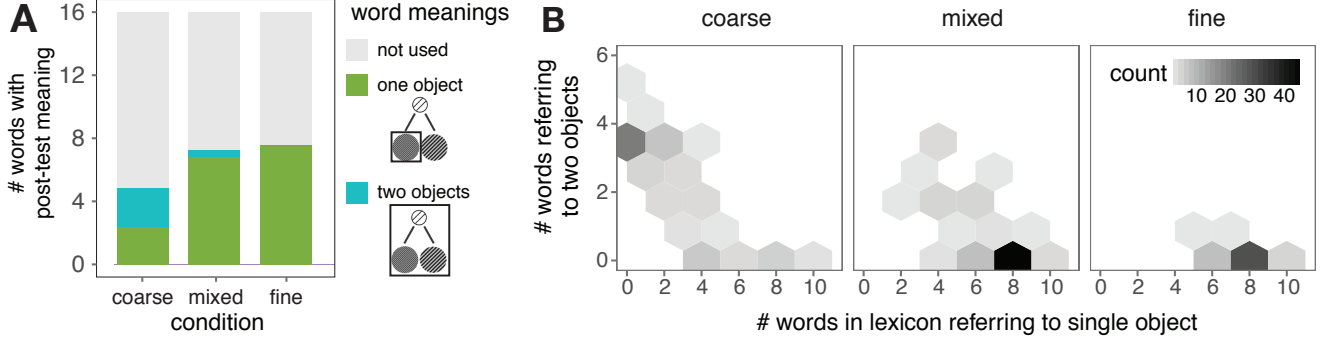 A
# words with
post-test meaning
16
12
8
4
0
coarse
mixed
fine
condition
word meanings
not used
one object
two objects
B
coarse
mixed
fine
# words referring
to two objects
6
4
2
0
0 2 4 6 8 10
0 2 4 6 8 10
0 2 4 6 8 10
count
10 20 30 40
# words in lexicon referring to single object